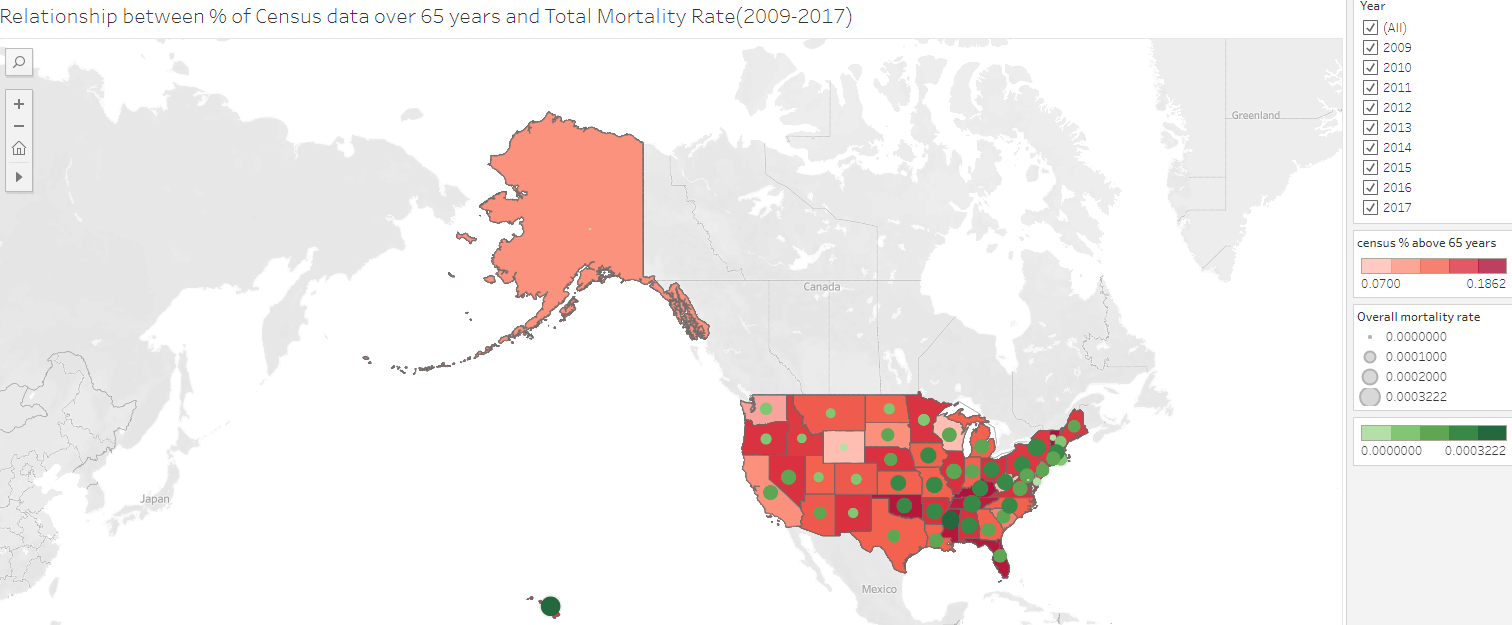 Relationship between % of Census data over 65 years and Total Mortality Rate(2009-2017)
Year
(All)
2009
2010
2011
2012
2013
2014
2015
2016
2017
census % above 65 years
0.0700 0.1862
Overall mortality rate
0.0000000
0.0001000
0.0002000
0.0003222
0.0000000 0.0003222
Greenland
Canada
Japan
Mexico